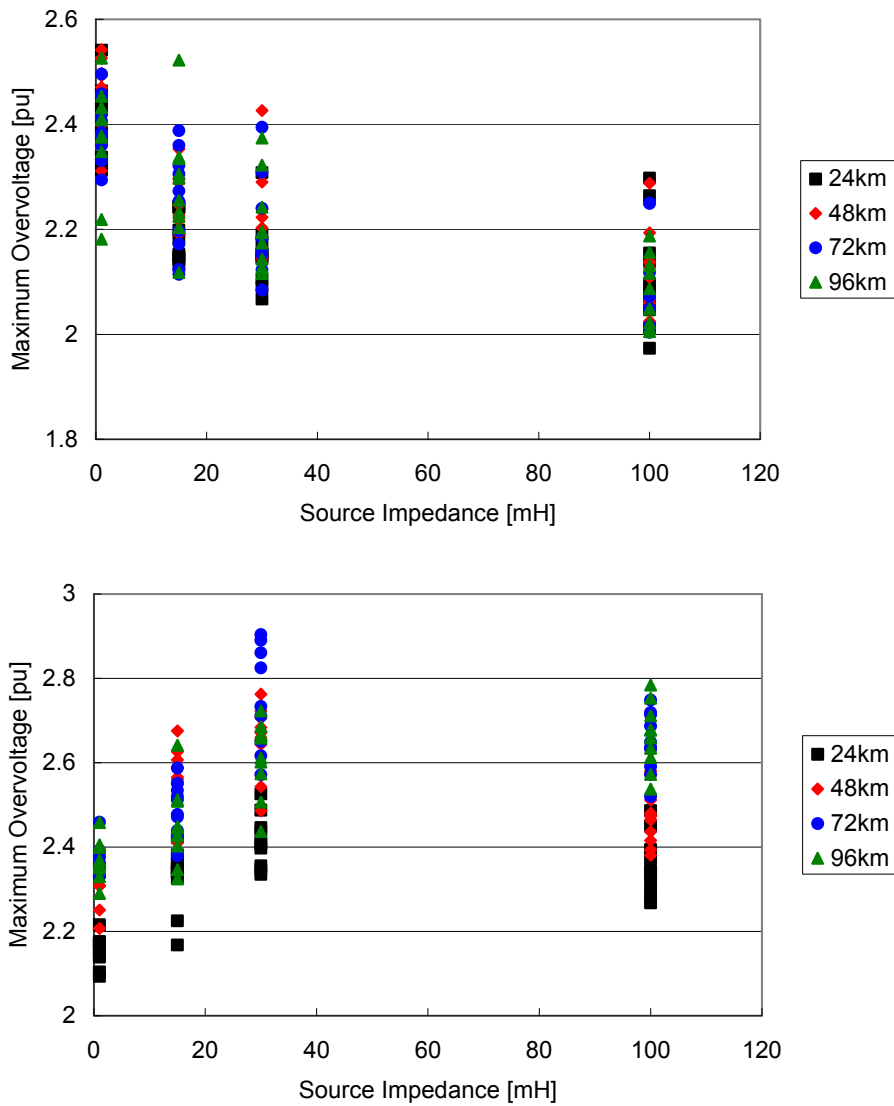 2.6
2.4
2.2
2
1.8
Maximum Overvoltage [pu]
0 20 40 60 80 100 120
Source Impedance [mH]
24km
48km
72km
96km
3
2.8
2.6
2.4
2.2
2
Maximum Overvoltage [pu]
0 20 40 60 80 100 120
Source Impedance [mH]
24km
48km
72km
96km